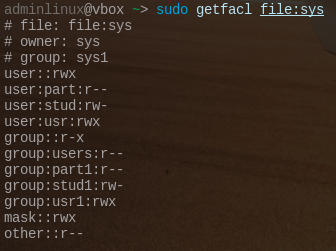 adminlinux@vbox ~> sudo getfacl file:sys
# file: file:sys
# owner: sys
# group: sys1
user::rwx
user:part:r--
user:stud:rw-
user:usr:rwx
group::r-x
group:users:r--
group:part1:r--
group:stud1:rw-
group:usr1:rwx
mask::rwx
other::r--